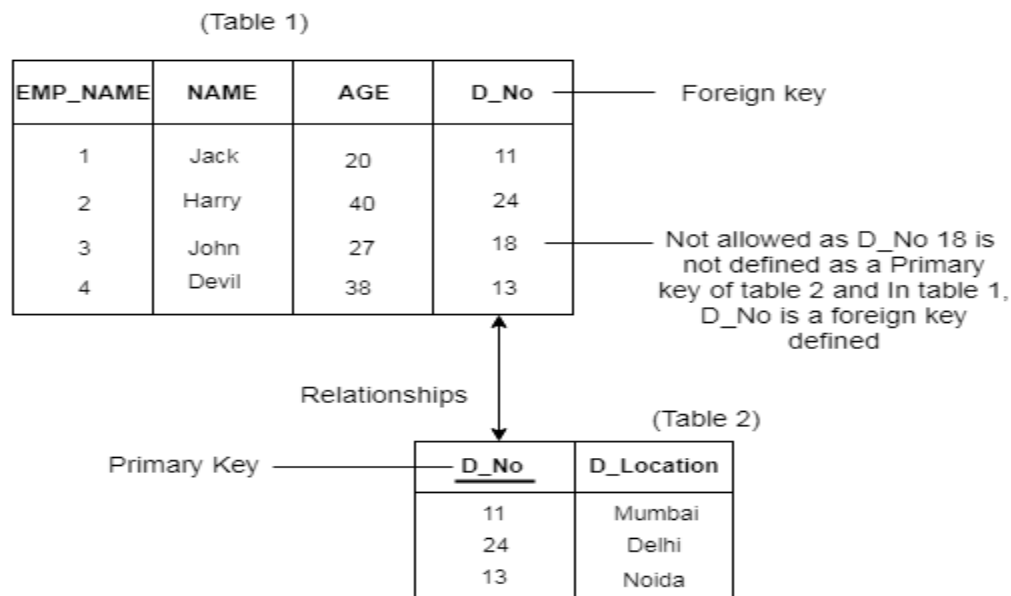 (Table 1)
EMP_NAME NAME AGE D_No Foreign key
1 Jack 20 11
2 Harry 40 24
3 John 27 18
4 Devil 38 13
Not allowed as D_No 18 is
not defined as a Primary
key of table 2 and In table 1,
D_No is a foreign key
defined
Relationships
(Table 2)
Primary Key D_No D_Location
11 Mumbai
24 Delhi
13 Noida